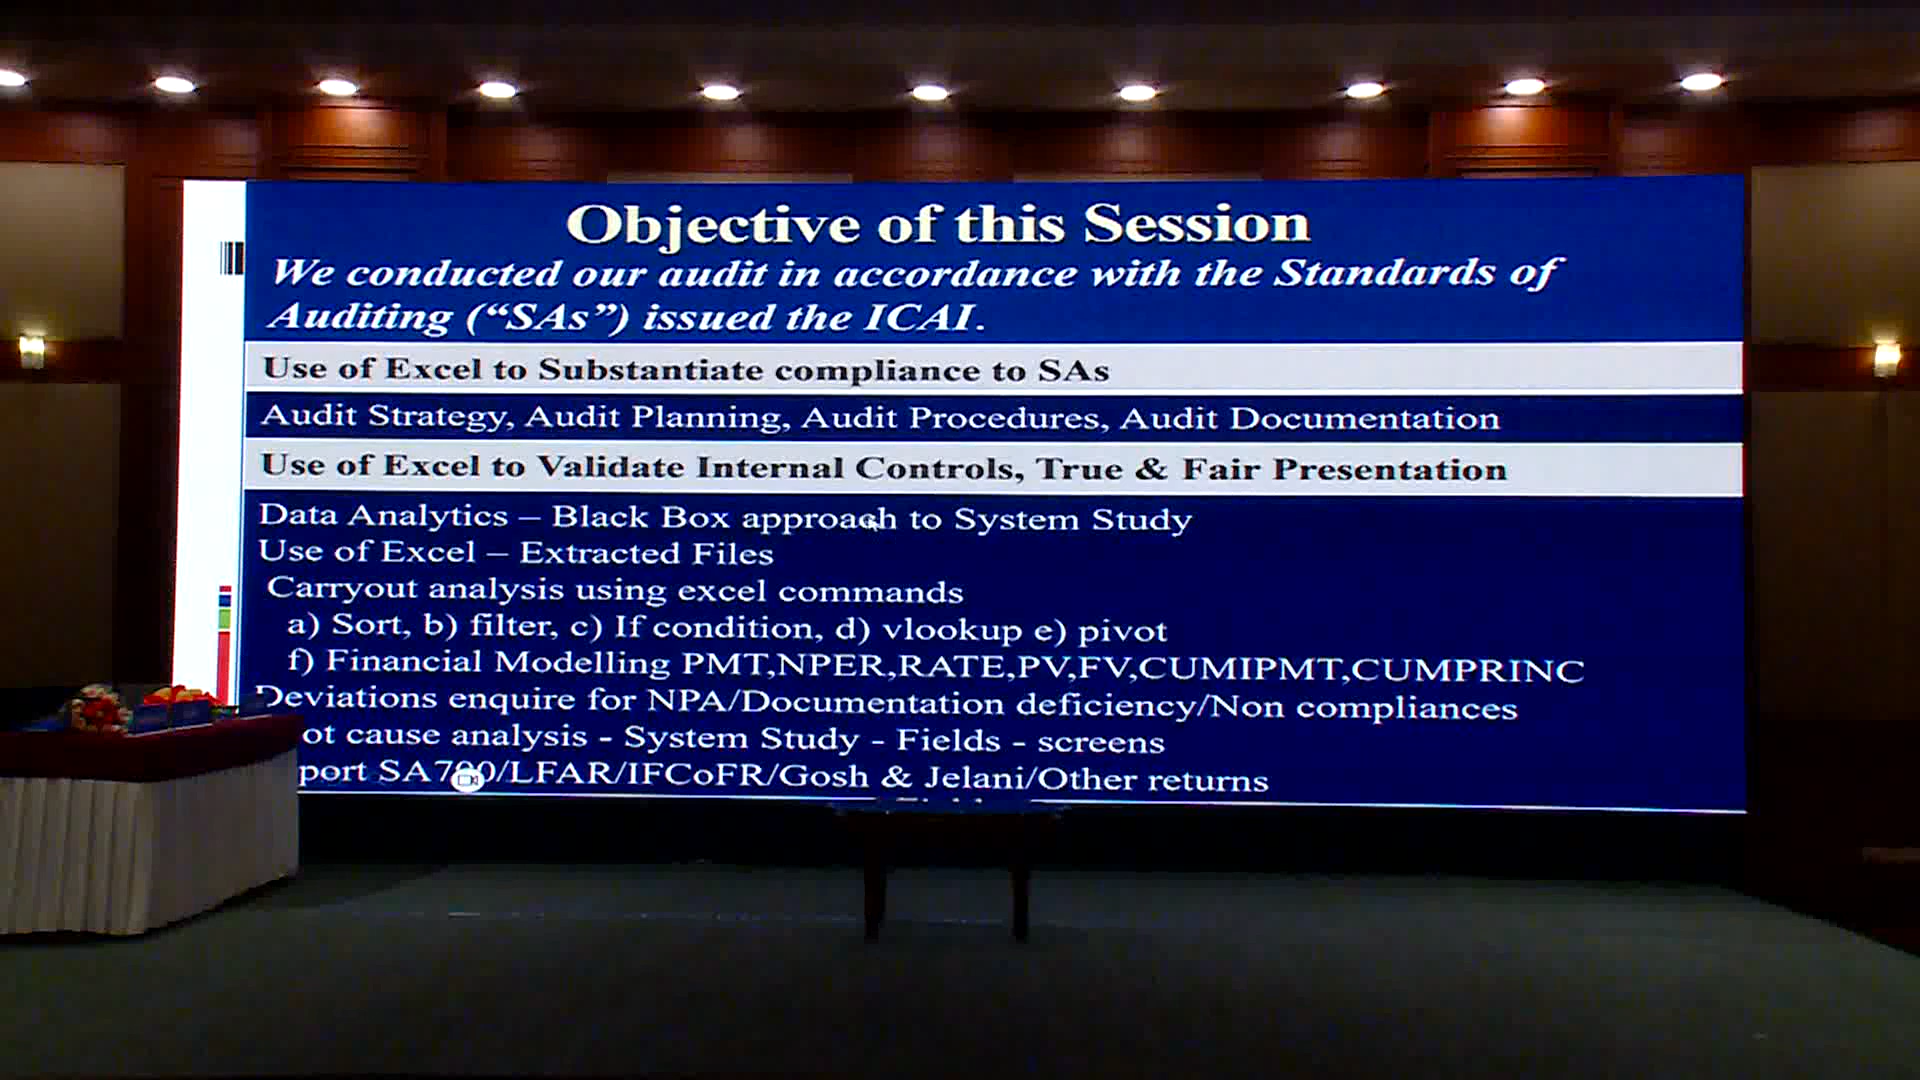 Objective of this Session
We conducted our audit in accordance with the Standards of
Auditing (“SAs”) issued the ICAI.
Use of Excel to Substantiate compliance to SAs
Audit Strategy, Audit Planning, Audit Procedures, Audit Documentation
Use of Excel to Validate Internal Controls, True & Fair Presentation
Data Analytics – Black Box approach to System Study
Use of Excel – Extracted Files
Carryout analysis using excel commands
a) Sort, b) filter, c) If condition, d) vlookup e) pivot
f) Financial Modelling PMT,NPER,RATE,PV,FV,CUMIPMT,CUMPRINC
Deviations enquire for NPA/Documentation deficiency/Non compliances
ot cause analysis - System Study - Fields - screens
port SA700/LFAR/IFCoFR/Gosh & Jelani/Other returns